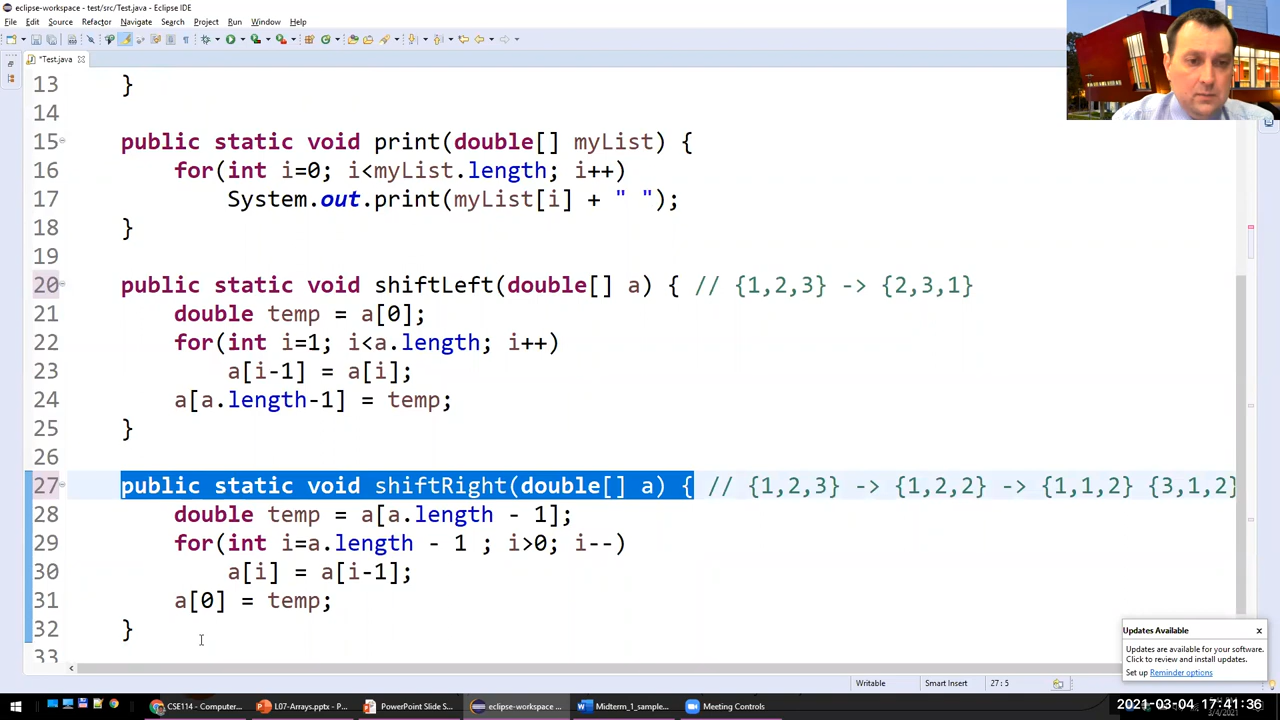 eclipse-workspace - test/src/Test.java - Eclipse IDE
File Edit Source Refactor Navigate Search Project Run Window Help
*Test.java
13 }
14
15 public static void print(double[] myList) {
16 for(int i=0; i<myList.length; i++)
17 System.out.print(myList[i] + " ");
18 }
19
20 public static void shiftLeft(double[] a) { // {1,2,3} -> {2,3,1}
21 double temp = a[0];
22 for(int i=1; i<a.length; i++)
23 a[i-1] = a[i];
24 a[a.length-1] = temp;
25 }
26
27 public static void shiftRight(double[] a) { // {1,2,3} -> {1,2,2} -> {1,1,2} {3,1,2}
28 double temp = a[a.length - 1];
29 for(int i=a.length - 1 ; i>0; i--)
30 a[i] = a[i-1];
31 a[0] = temp;
32 }
33
Updates Available
Updates are available for your software.
Click to review and install updates.
Set up Reminder options
Writable Smart Insert 27 : 5
CSE114 - Computer... L07-Arrays.pptx - P... PowerPoint Slide S... eclipse-workspace ... Midterm_1_sample... Meeting Controls
2021-03-04 17:41:36